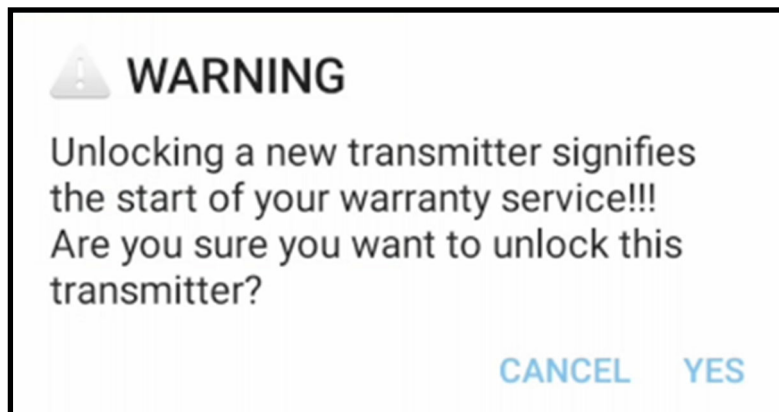 WARNING
Unlocking a new transmitter signifies
the start of your warranty service!!!
Are you sure you want to unlock this
transmitter?
CANCEL YES